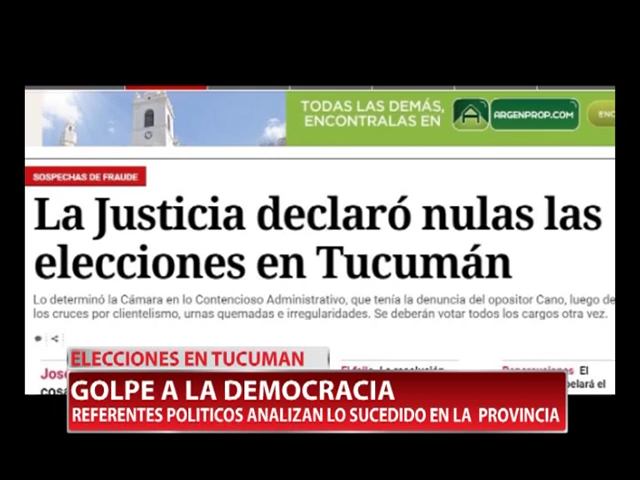 TODAS LAS DEMÁS,
ENCONTRALAS EN
ARGENPROP.COM
ENC
SOSPECHAS DE FRAUDE
La Justicia declaró nulas las
elecciones en Tucumán
Lo determinó la Cámara en lo Contencioso Administrativo, que tenía la denuncia del opositor Cano, luego de
los cruces por clientelismo, urnas quemadas e irregularidades. Se deberán votar todos los cargos otra vez.
ELECCIONES EN TUCUMAN
GOLPE A LA DEMOCRACIA
REFERENTES POLITICOS ANALIZAN LO SUCEDIDO EN LA PROVINCIA